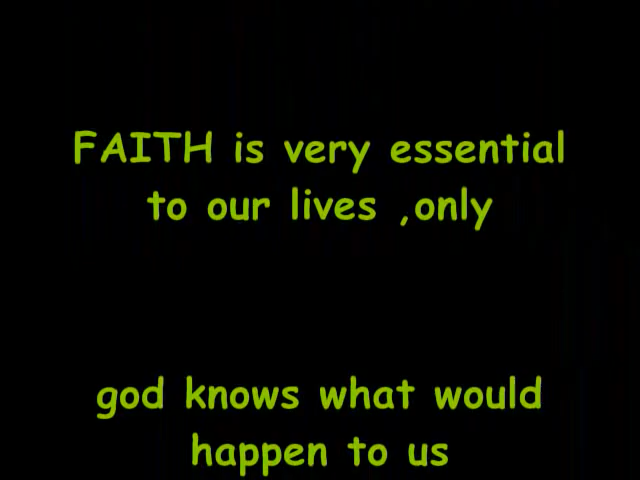 FAITH is very essential
to our lives ,only
god knows what would
happen to us